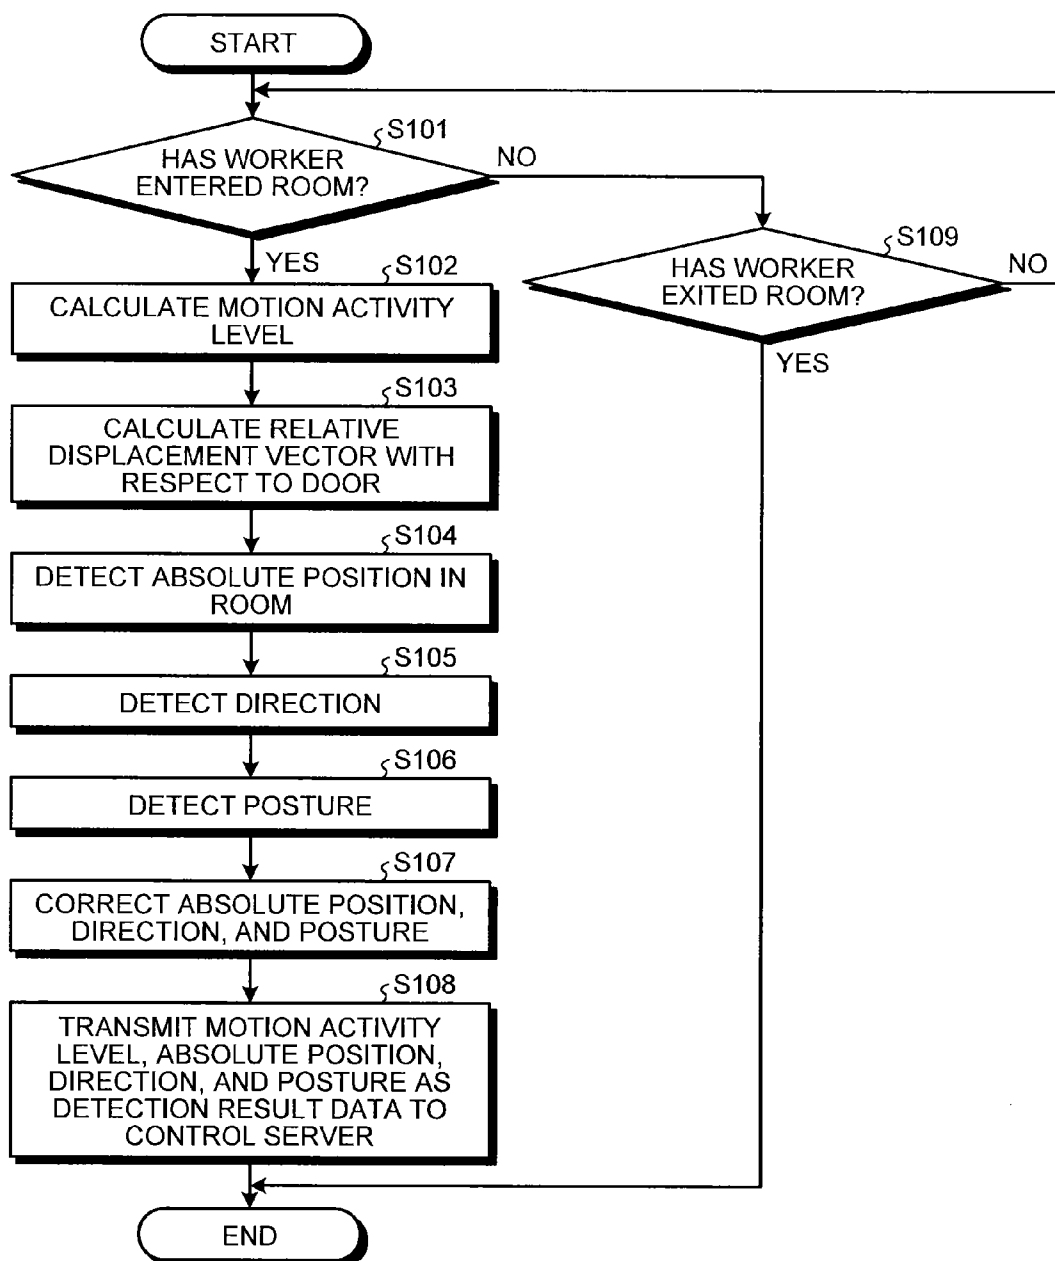 START
S101
HAS WORKER
ENTERED ROOM?
NO
YES
S109
HAS WORKER
EXITED ROOM?
NO
YES
S102
CALCULATE MOTION ACTIVITY
LEVEL
S103
CALCULATE RELATIVE
DISPLACEMENT VECTOR WITH
RESPECT TO DOOR
S104
DETECT ABSOLUTE POSITION IN
ROOM
S105
DETECT DIRECTION
S106
DETECT POSTURE
S107
CORRECT ABSOLUTE POSITION,
DIRECTION, AND POSTURE
S108
TRANSMIT MOTION ACTIVITY
LEVEL, ABSOLUTE POSITION,
DIRECTION, AND POSTURE AS
DETECTION RESULT DATA TO
CONTROL SERVER
END